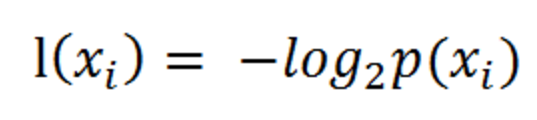 l(xᵢ) = −log₂p(xᵢ)